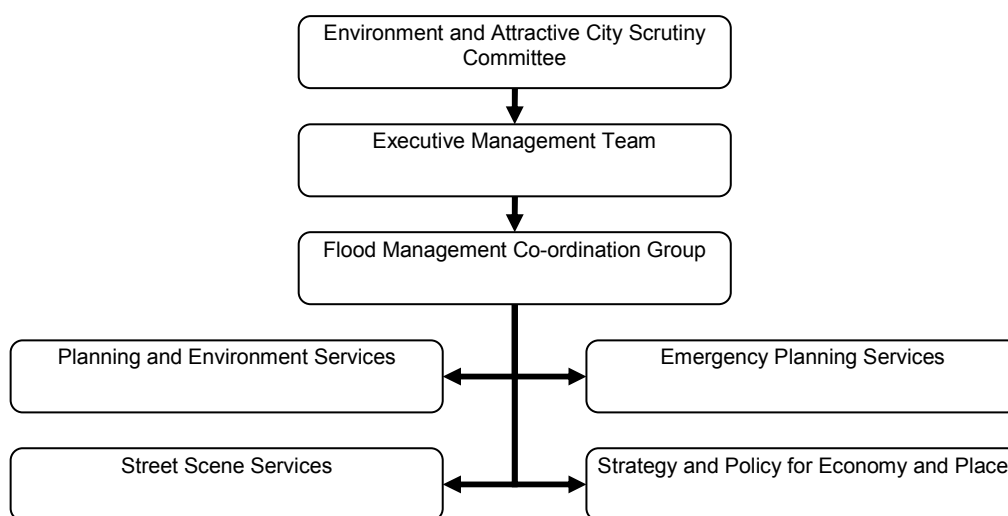 Environment and Attractive City Scrutiny
Committee
Executive Management Team
Flood Management Co-ordination Group
Planning and Environment Services
Emergency Planning Services
Street Scene Services
Strategy and Policy for Economy and Place